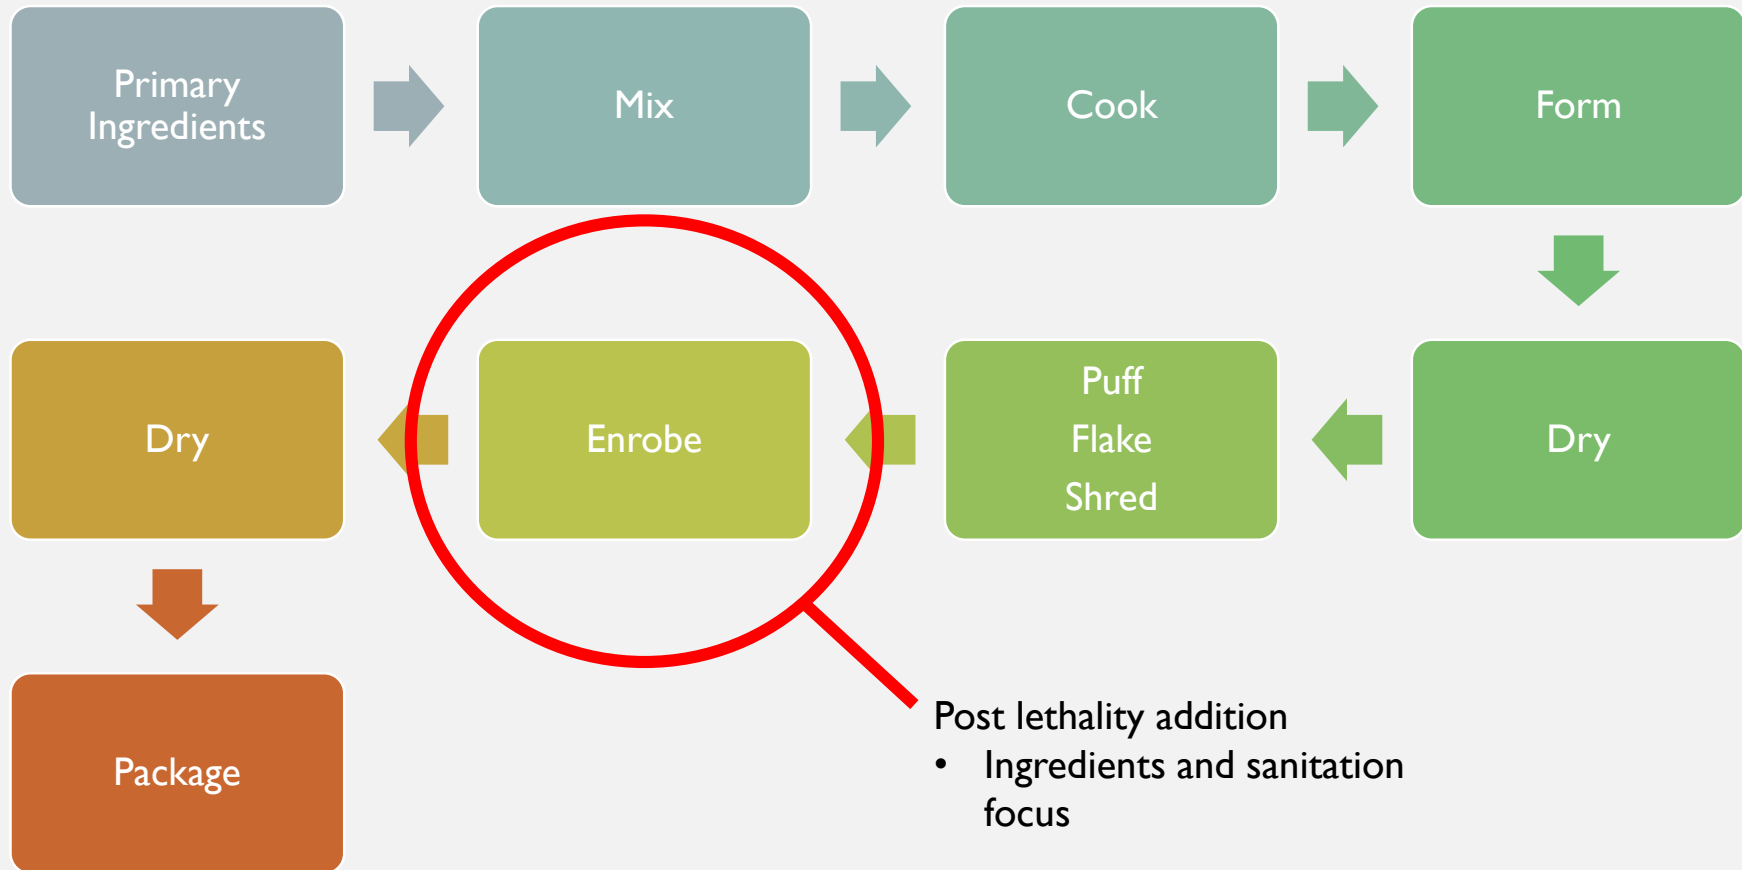 Primary
Ingredients
Mix
Cook
Form
Dry
Puff
Flake
Shred
Enrobe
Dry
Package
Post lethality addition
• Ingredients and sanitation
focus